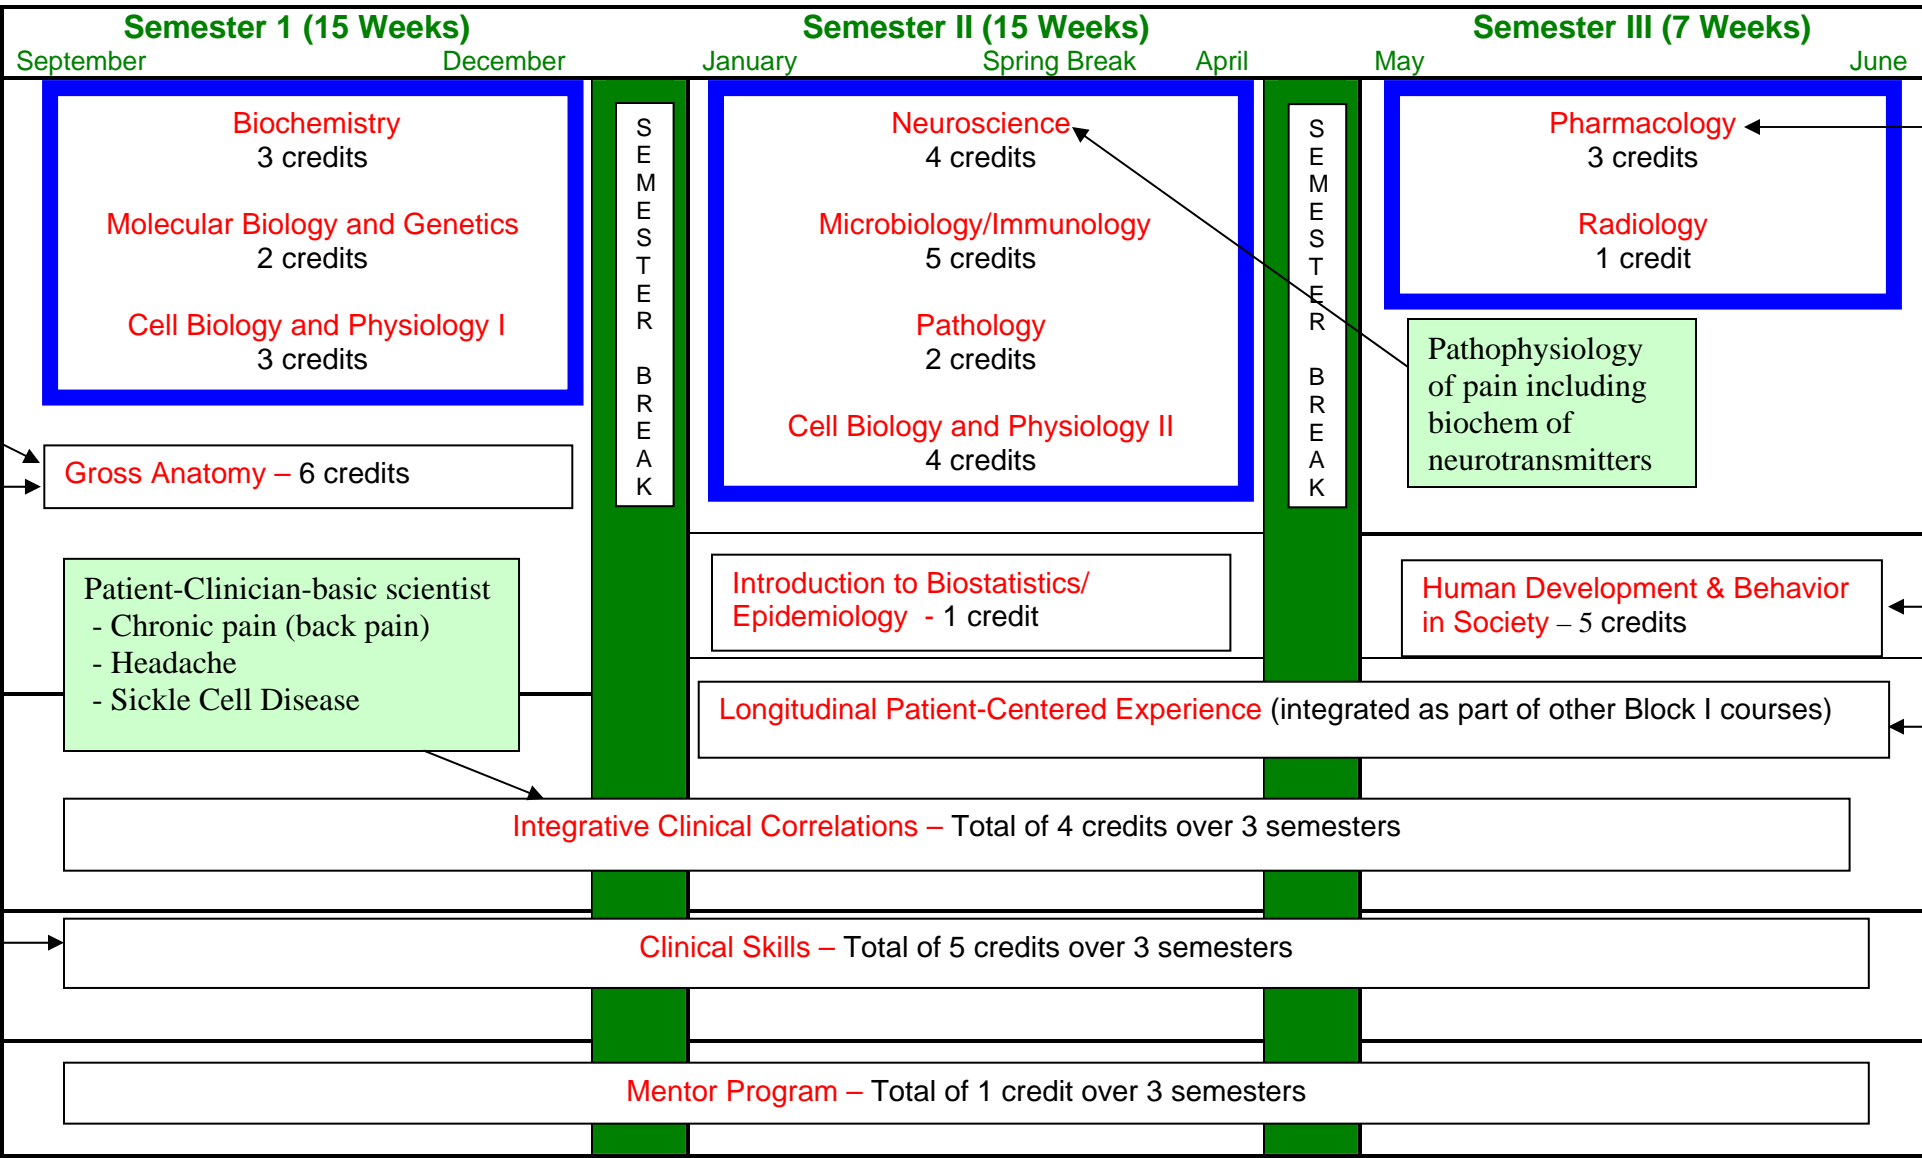 Semester 1 (15 Weeks)
Semester II (15 Weeks)
Semester III (7 Weeks)
September
December
January
Spring Break
April
May
June
Biochemistry
3 credits
Molecular Biology and Genetics
2 credits
Cell Biology and Physiology I
3 credits
Gross Anatomy – 6 credits
SEMESTER BREAK
Neuroscience
4 credits
Microbiology/Immunology
5 credits
Pathology
2 credits
Cell Biology and Physiology II
4 credits
SEMESTER BREAK
Pharmacology
3 credits
Radiology
1 credit
Pathophysiology
of pain including
biochem of
neurotransmitters
Patient-Clinician-basic scientist
- Chronic pain (back pain)
- Headache
- Sickle Cell Disease
Introduction to Biostatistics/
Epidemiology - 1 credit
Human Development & Behavior
in Society – 5 credits
Longitudinal Patient-Centered Experience (integrated as part of other Block I courses)
Integrative Clinical Correlations – Total of 4 credits over 3 semesters
Clinical Skills – Total of 5 credits over 3 semesters
Mentor Program – Total of 1 credit over 3 semesters